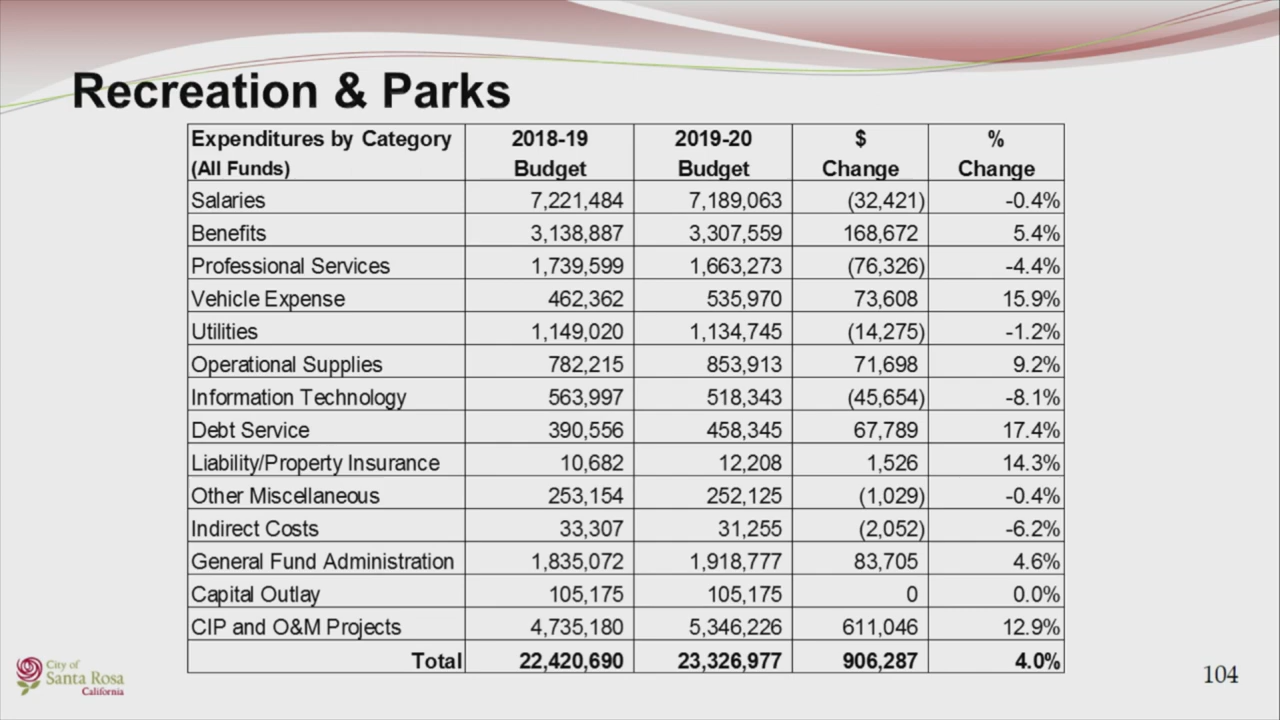 Recreation & Parks
Expenditures by Category (All Funds) 2018-19 Budget 2019-20 Budget $ Change % Change
Salaries 7,221,484 7,189,063 (32,421) -0.4%
Benefits 3,138,887 3,307,559 168,672 5.4%
Professional Services 1,739,599 1,663,273 (76,326) -4.4%
Vehicle Expense 462,362 535,970 73,608 15.9%
Utilities 1,149,020 1,134,745 (14,275) -1.2%
Operational Supplies 782,215 853,913 71,698 9.2%
Information Technology 563,997 518,343 (45,654) -8.1%
Debt Service 390,556 458,345 67,789 17.4%
Liability/Property Insurance 10,682 12,208 1,526 14.3%
Other Miscellaneous 253,154 252,125 (1,029) -0.4%
Indirect Costs 33,307 31,255 (2,052) -6.2%
General Fund Administration 1,835,072 1,918,777 83,705 4.6%
Capital Outlay 105,175 105,175 0 0.0%
CIP and O&M Projects 4,735,180 5,346,226 611,046 12.9%
Total 22,420,690 23,326,977 906,287 4.0%
City of
Santa Rosa
California
104